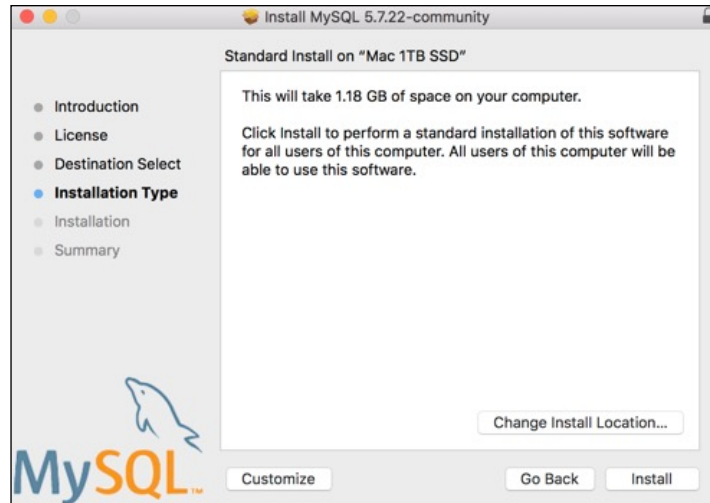 Install MySQL 5.7.22-community
Standard Install on “Mac 1TB SSD”
Introduction
License
Destination Select
Installation Type
Installation
Summary
This will take 1.18 GB of space on your computer.
Click Install to perform a standard installation of this software
for all users of this computer. All users of this computer will be
able to use this software.
Change Install Location...
MySQL™
Customize
Go Back
Install